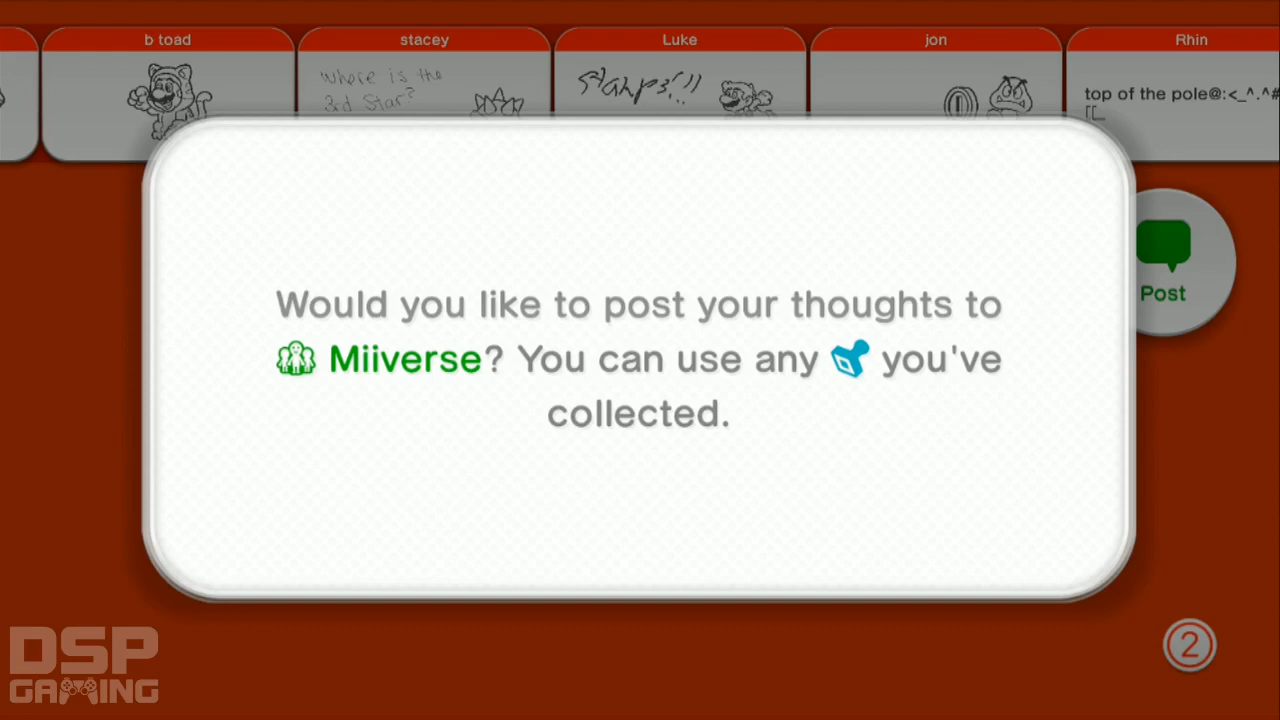 b toad
stacey
Luke
jon
Rhin
where is the
3rd Star?
top of the pole@:<_^.^#
Would you like to post your thoughts to
Miiverse? You can use any you've
collected.
Post
2
DSP
GAMING